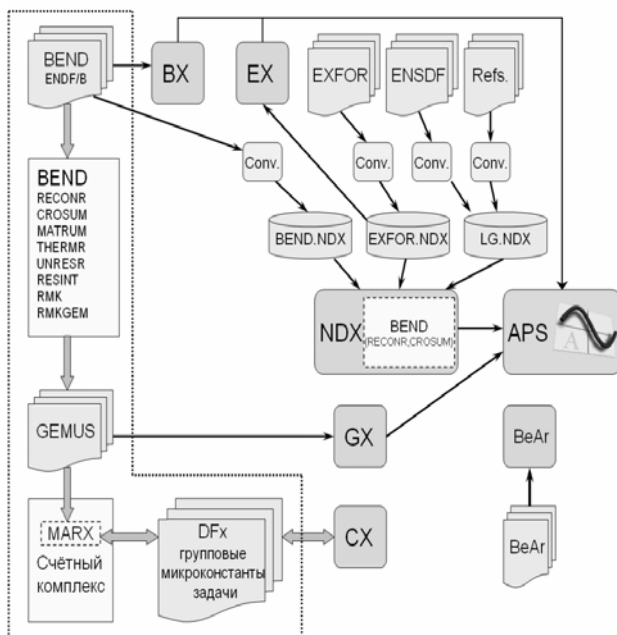 BEND
ENDF/B
BX
EX
EXFOR
ENSDF
Refs.
Conv.
Conv.
Conv.
Conv.
BEND
RECONR
CROSUM
MATRUM
THERMR
UNRESR
RESINT
RMK
RMKGEM
BEND.NDX
EXFOR.NDX
LG.NDX
NDX
BEND
(RECONR,CROSUM)
APS
A
GEMUS
GX
BeAr
MARX
Счётный
комплекс
DFx
групповые
микроконстанты
задачи
CX
BeAr